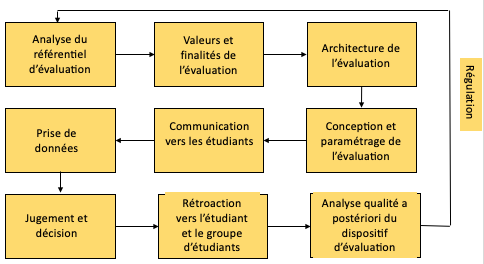 Analyse du
référentiel
d'évaluation
Valeurs et
finalités de
l'évaluation
Architecture de
l'évaluation
Régulation
Conception et
paramétrage de
l'évaluation
Communication
vers les étudiants
Prise de
données
Jugement et
décision
Rétroaction
vers l'étudiant
et le groupe
d'étudiants
Analyse qualité a
postériori du
dispositif
d'évaluation